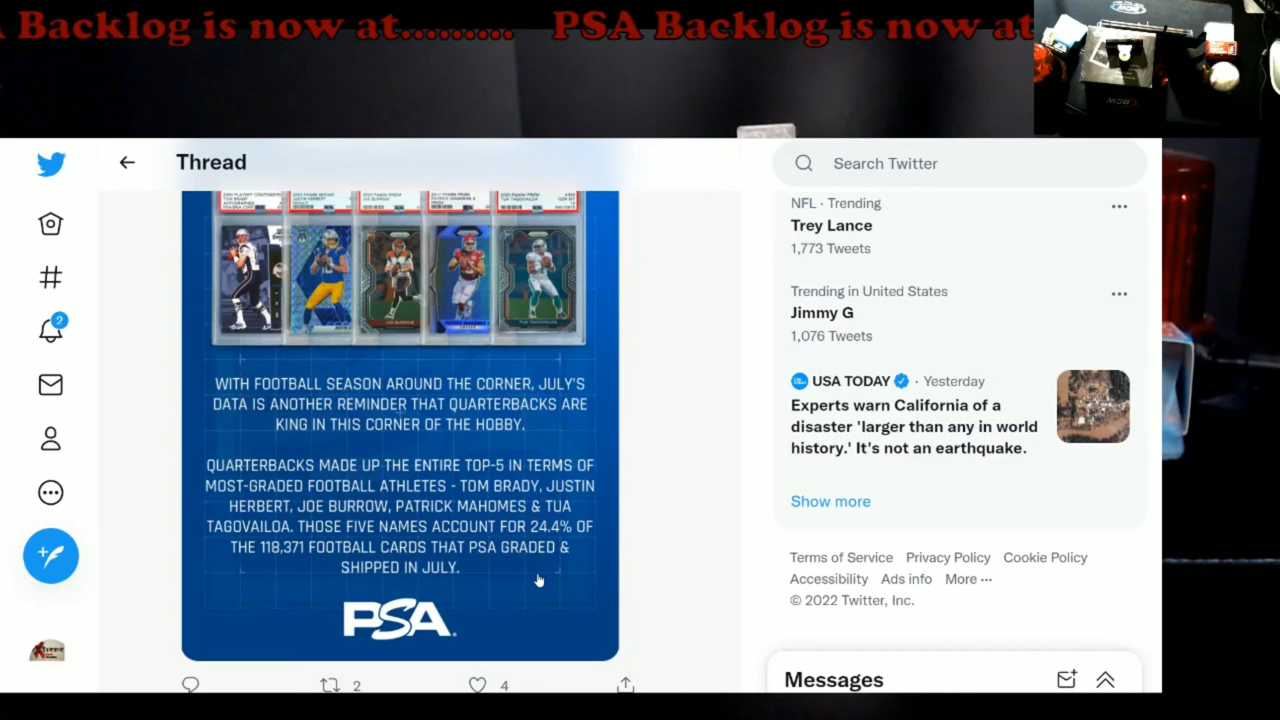 A Backlog is now at......... PSA Backlog is now at
Thread
Search Twitter
NFL · Trending
Trey Lance
1,773 Tweets
Trending in United States
Jimmy G
1,076 Tweets
USA TODAY · Yesterday
Experts warn California of a
disaster 'larger than any in world
history.' It's not an earthquake.
Show more
Terms of Service Privacy Policy Cookie Policy
Accessibility Ads info More ···
© 2022 Twitter, Inc.
Messages
2
WITH FOOTBALL SEASON AROUND THE CORNER, JULY'S
DATA IS ANOTHER REMINDER THAT QUARTERBACKS ARE
KING IN THIS CORNER OF THE HOBBY.
QUARTERBACKS MADE UP THE ENTIRE TOP-5 IN TERMS OF
MOST-GRADED FOOTBALL ATHLETES - TOM BRADY, JUSTIN
HERBERT, JOE BURROW, PATRICK MAHOMES & TUA
TAGOVAILOA. THOSE FIVE NAMES ACCOUNT FOR 24.4% OF
THE 118,371 FOOTBALL CARDS THAT PSA GRADED &
SHIPPED IN JULY.
PSA
2 4